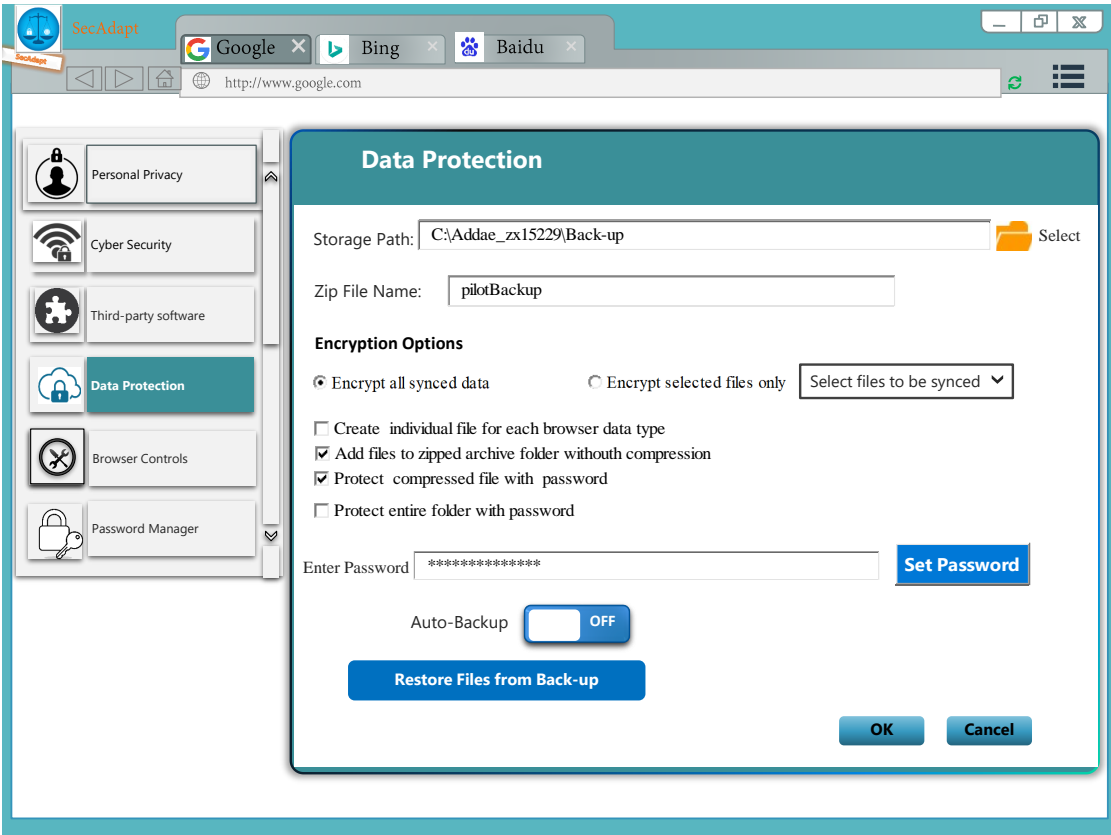 SecAdapt
SecAdapt
Google
Bing
du
Baidu
http://www.google.com
Personal Privacy
Cyber Security
Third-party software
Data Protection
Browser Controls
Password Manager
Data Protection
Storage Path: C:\Addae_zx15229\Back-up Select
Zip File Name: pilotBackup
Encryption Options
Encrypt all synced data Encrypt selected files only Select files to be synced
Create individual file for each browser data type
Add files to zipped archive folder withouth compression
Protect compressed file with password
Protect entire folder with password
Enter Password ************** Set Password
Auto-Backup OFF
Restore Files from Back-up
OK Cancel